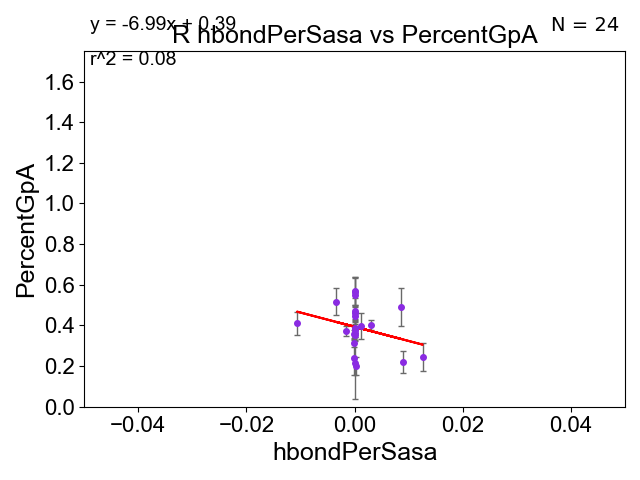 y = -6.99x + 0.39
N = 24
R hbondPerSasa vs PercentGpA
r^2 = 0.08
PercentGpA
1.6
1.4
1.2
1.0
0.8
0.6
0.4
0.2
0.0
−0.04 −0.02 0.00 0.02 0.04
hbondPerSasa